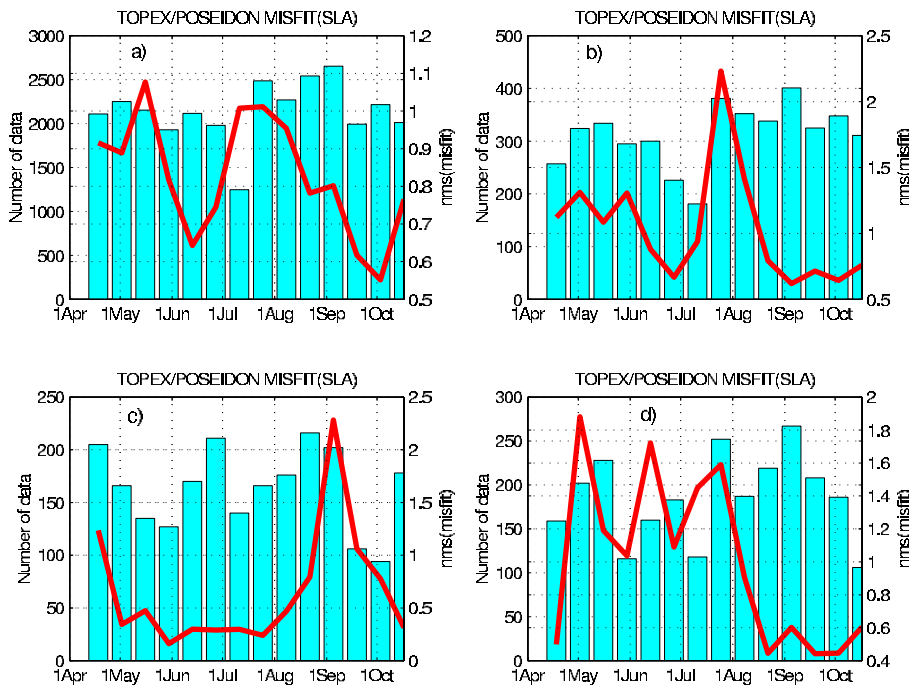 TOPEX/POSEIDON MISFIT(SLA)
a)
Number of data
3000
2500
2000
1500
1000
500
0
1Apr 1May 1Jun 1Jul 1Aug 1Sep 1Oct
1.2
1.1
1
0.9
0.8
0.7
0.6
0.5
rms(misfit)
TOPEX/POSEIDON MISFIT(SLA)
b)
Number of data
500
400
300
200
100
0
1Apr 1May 1Jun 1Jul 1Aug 1Sep 1Oct
2.5
2
1.5
1
0.5
rms(misfit)
TOPEX/POSEIDON MISFIT(SLA)
c)
Number of data
250
200
150
100
50
0
1Apr 1May 1Jun 1Jul 1Aug 1Sep 1Oct
2.5
2
1.5
1
0.5
0
rms(misfit)
TOPEX/POSEIDON MISFIT(SLA)
d)
Number of data
300
250
200
150
100
50
0
1Apr 1May 1Jun 1Jul 1Aug 1Sep 1Oct
2
1.8
1.6
1.4
1.2
1
0.8
0.6
0.4
rms(misfit)